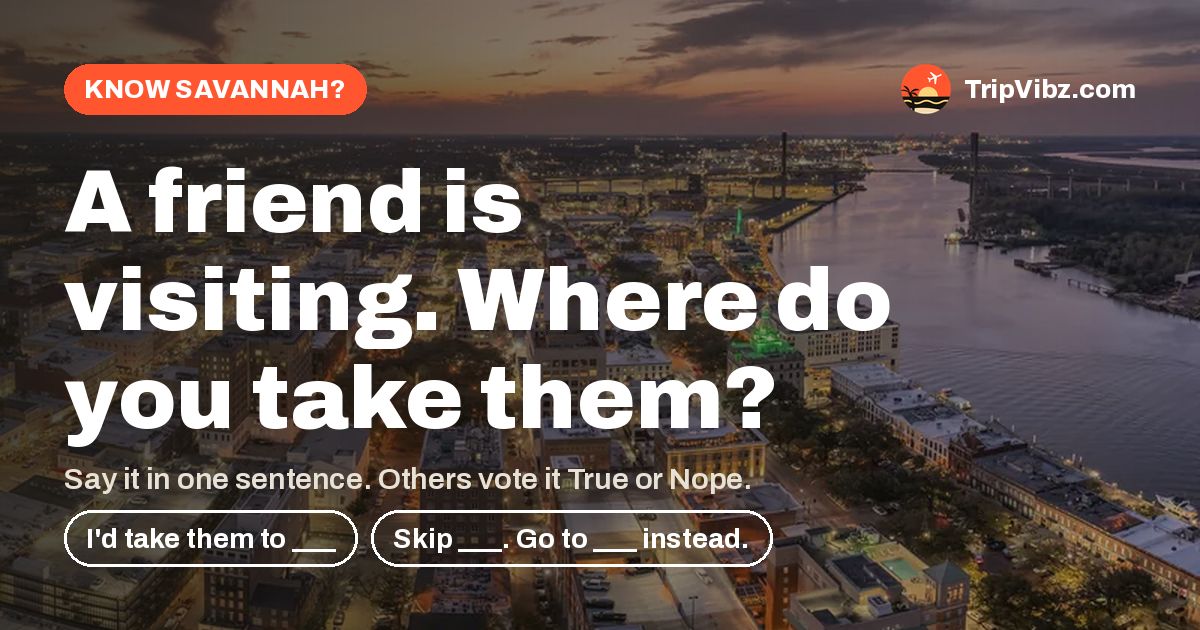 KNOW SAVANNAH?
TripVibz.com
A friend is
visiting. Where do
you take them?
Say it in one sentence. Others vote it True or Nope.
I'd take them to ___
Skip ___. Go to ___ instead.